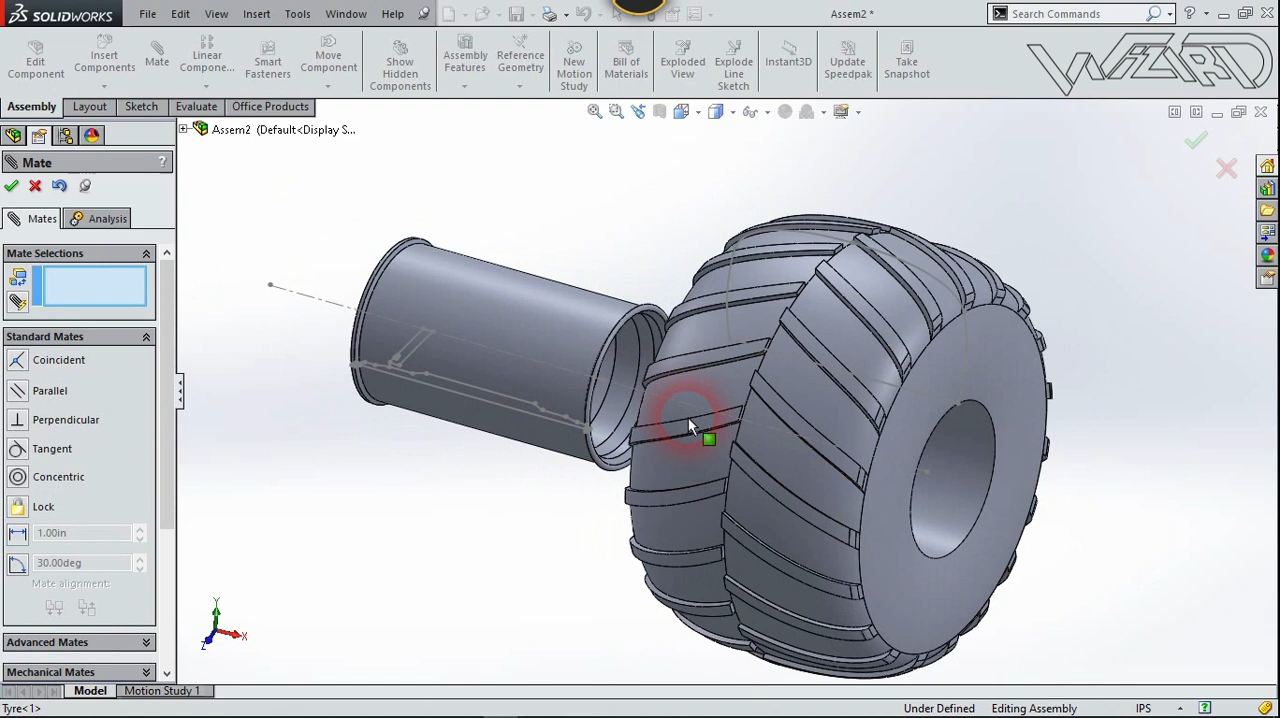 SOLIDWORKS File Edit View Insert Tools Window Help Assem2 * Search Commands ?
Edit Component
Insert Components
Mate
Linear Compone...
Smart Fasteners
Move Component
Show Hidden Components
Assembly Features
Reference Geometry
New Motion Study
Bill of Materials
Exploded View
Explode Line Sketch
Instant3D
Update Speedpak
Take Snapshot
WIZARD
Assembly Layout Sketch Evaluate Office Products
Assem2 (Default<Display S...
Mate ?
Mates Analysis
Mate Selections
Standard Mates
Coincident
Parallel
Perpendicular
Tangent
Concentric
Lock
1.00in
30.00deg
Mate alignment:
Advanced Mates
Mechanical Mates
Y
X
Z
Model Motion Study 1
Tyre<1> Under Defined Editing Assembly IPS ?